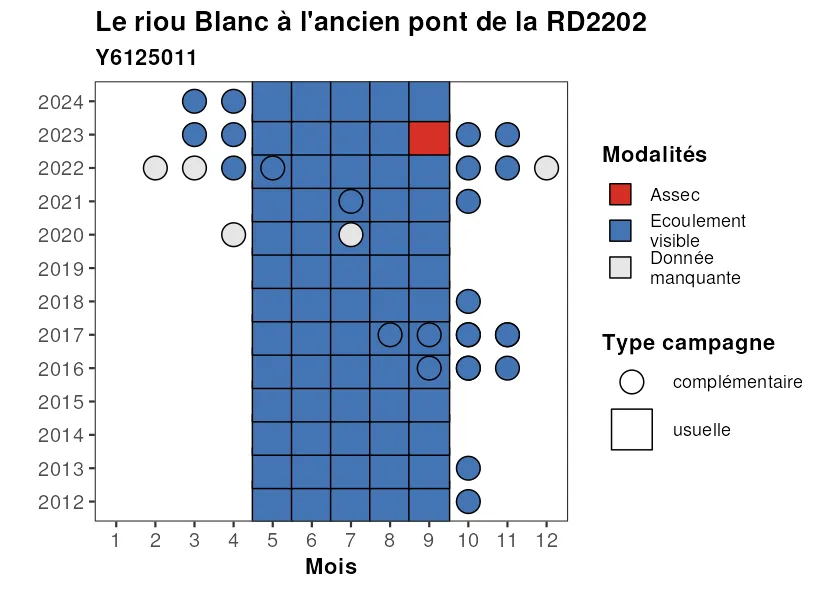 Le riou Blanc à l'ancien pont de la RD2202
Y6125011
2024
2023
2022
2021
2020
2019
2018
2017
2016
2015
2014
2013
2012
1 2 3 4 5 6 7 8 9 10 11 12
Mois
Modalités
Assec
Ecoulement
visible
Donnée
manquante
Type campagne
complémentaire
usuelle